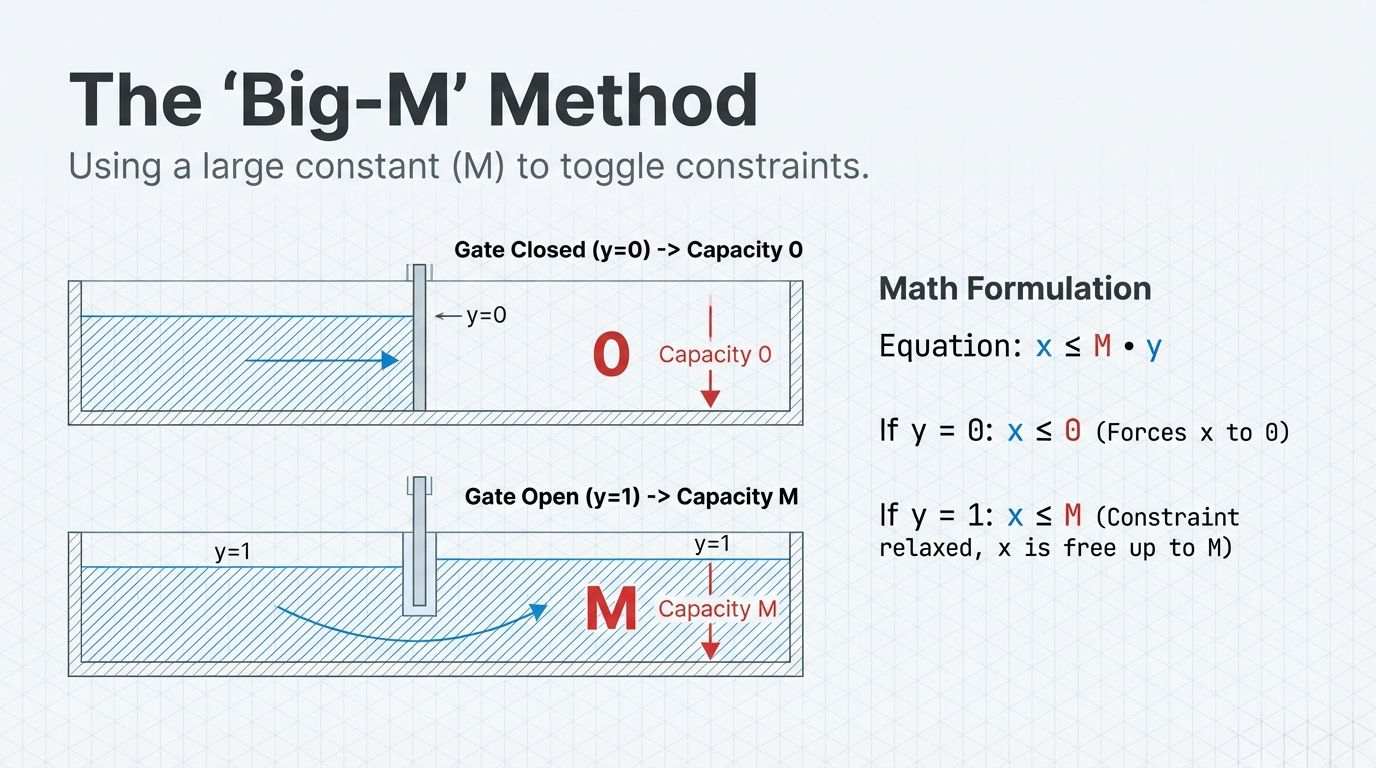 The ‘Big-M’ Method
Using a large constant (M) to toggle constraints.
Gate Closed (y=0) -> Capacity 0
y=0
0
Capacity 0
Gate Open (y=1) -> Capacity M
y=1
y=1
M
Capacity M
Math Formulation
Equation: x ≤ M • y
If y = 0: x ≤ 0 (Forces x to 0)
If y = 1: x ≤ M (Constraint
relaxed, x is free up to M)